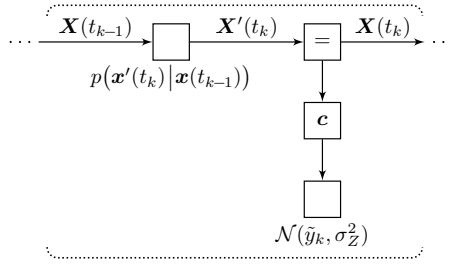 ··· X(t_{k−1}) X′(t_k) = X(t_k) ···
p(x′(t_k)|x(t_{k−1}))
c
N(ỹ_k, σ_Z^2)